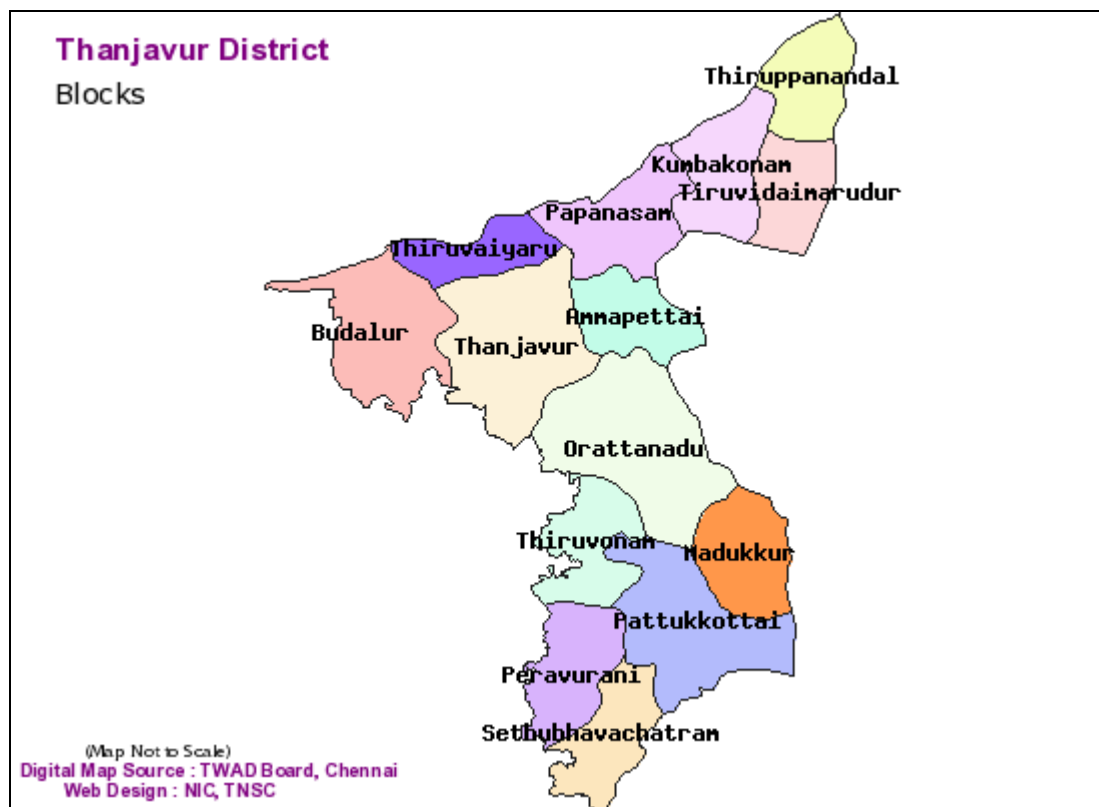 Thanjavur District
Blocks
Thiruppanandal
Kumbakonam
Tiruvidaimarudur
Papanasam
Thiruvaiyaru
Ammapettai
Budalur
Thanjavur
Orattanadu
Thiruvonam
Madukkur
Pattukkottai
Peravurani
Sethubhavachatram
(Map Not to Scale)
Digital Map Source : TWAD Board, Chennai
Web Design : NIC, TNSC